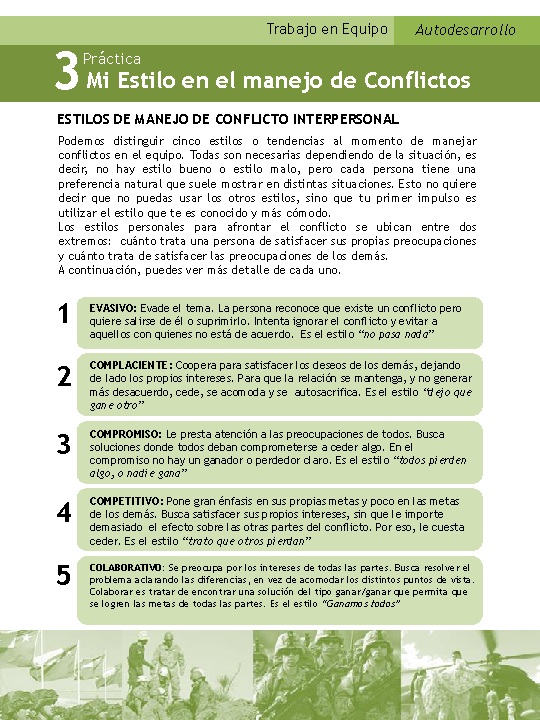 Trabajo en Equipo
Autodesarrollo
3
Práctica
Mi Estilo en el manejo de Conflictos
ESTILOS DE MANEJO DE CONFLICTO INTERPERSONAL
Podemos distinguir cinco estilos o tendencias al momento de manejar
conflictos en el equipo. Todas son necesarias dependiendo de la situación, es
decir, no hay estilo bueno o estilo malo, pero cada persona tiene una
preferencia natural que suele mostrar en distintas situaciones. Esto no quiere
decir que no puedas usar los otros estilos, sino que tu primer impulso es
utilizar el estilo que te es conocido y más cómodo.
Los estilos personales para afrontar el conflicto se ubican entre dos
extremos: cuánto trata una persona de satisfacer sus propias preocupaciones
y cuánto trata de satisfacer las preocupaciones de los demás.
A continuación, puedes ver más detalle de cada uno.
1
EVASIVO: Evade el tema. La persona reconoce que existe un conflicto pero
quiere salirse de él o suprimirlo. Intenta ignorar el conflicto y evitar a
aquellos con quienes no está de acuerdo. Es el estilo “no pasa nada”
2
COMPLACIENTE: Coopera para satisfacer los deseos de los demás, dejando
de lado los propios intereses. Para que la relación se mantenga, y no generar
más desacuerdo, cede, se acomoda y se autosacrifica. Es el estilo “dejo que
gane otro”
3
COMPROMISO: Le presta atención a las preocupaciones de todos. Busca
soluciones donde todos deban comprometerse a ceder algo. En el
compromiso no hay un ganador o perdedor claro. Es el estilo “todos pierden
algo, o nadie gana”
4
COMPETITIVO: Pone gran énfasis en sus propias metas y poco en las metas
de los demás. Busca satisfacer sus propios intereses, sin que le importe
demasiado el efecto sobre las otras partes del conflicto. Por eso, le cuesta
ceder. Es el estilo “trato que otros pierdan”
5
COLABORATIVO: Se preocupa por los intereses de todas las partes. Busca resolver el
problema aclarando las diferencias, en vez de acomodar los distintos puntos de vista.
Colaborar es tratar de encontrar una solución del tipo ganar/ganar que permita que
se logren las metas de todas las partes. Es el estilo “Ganamos todos”